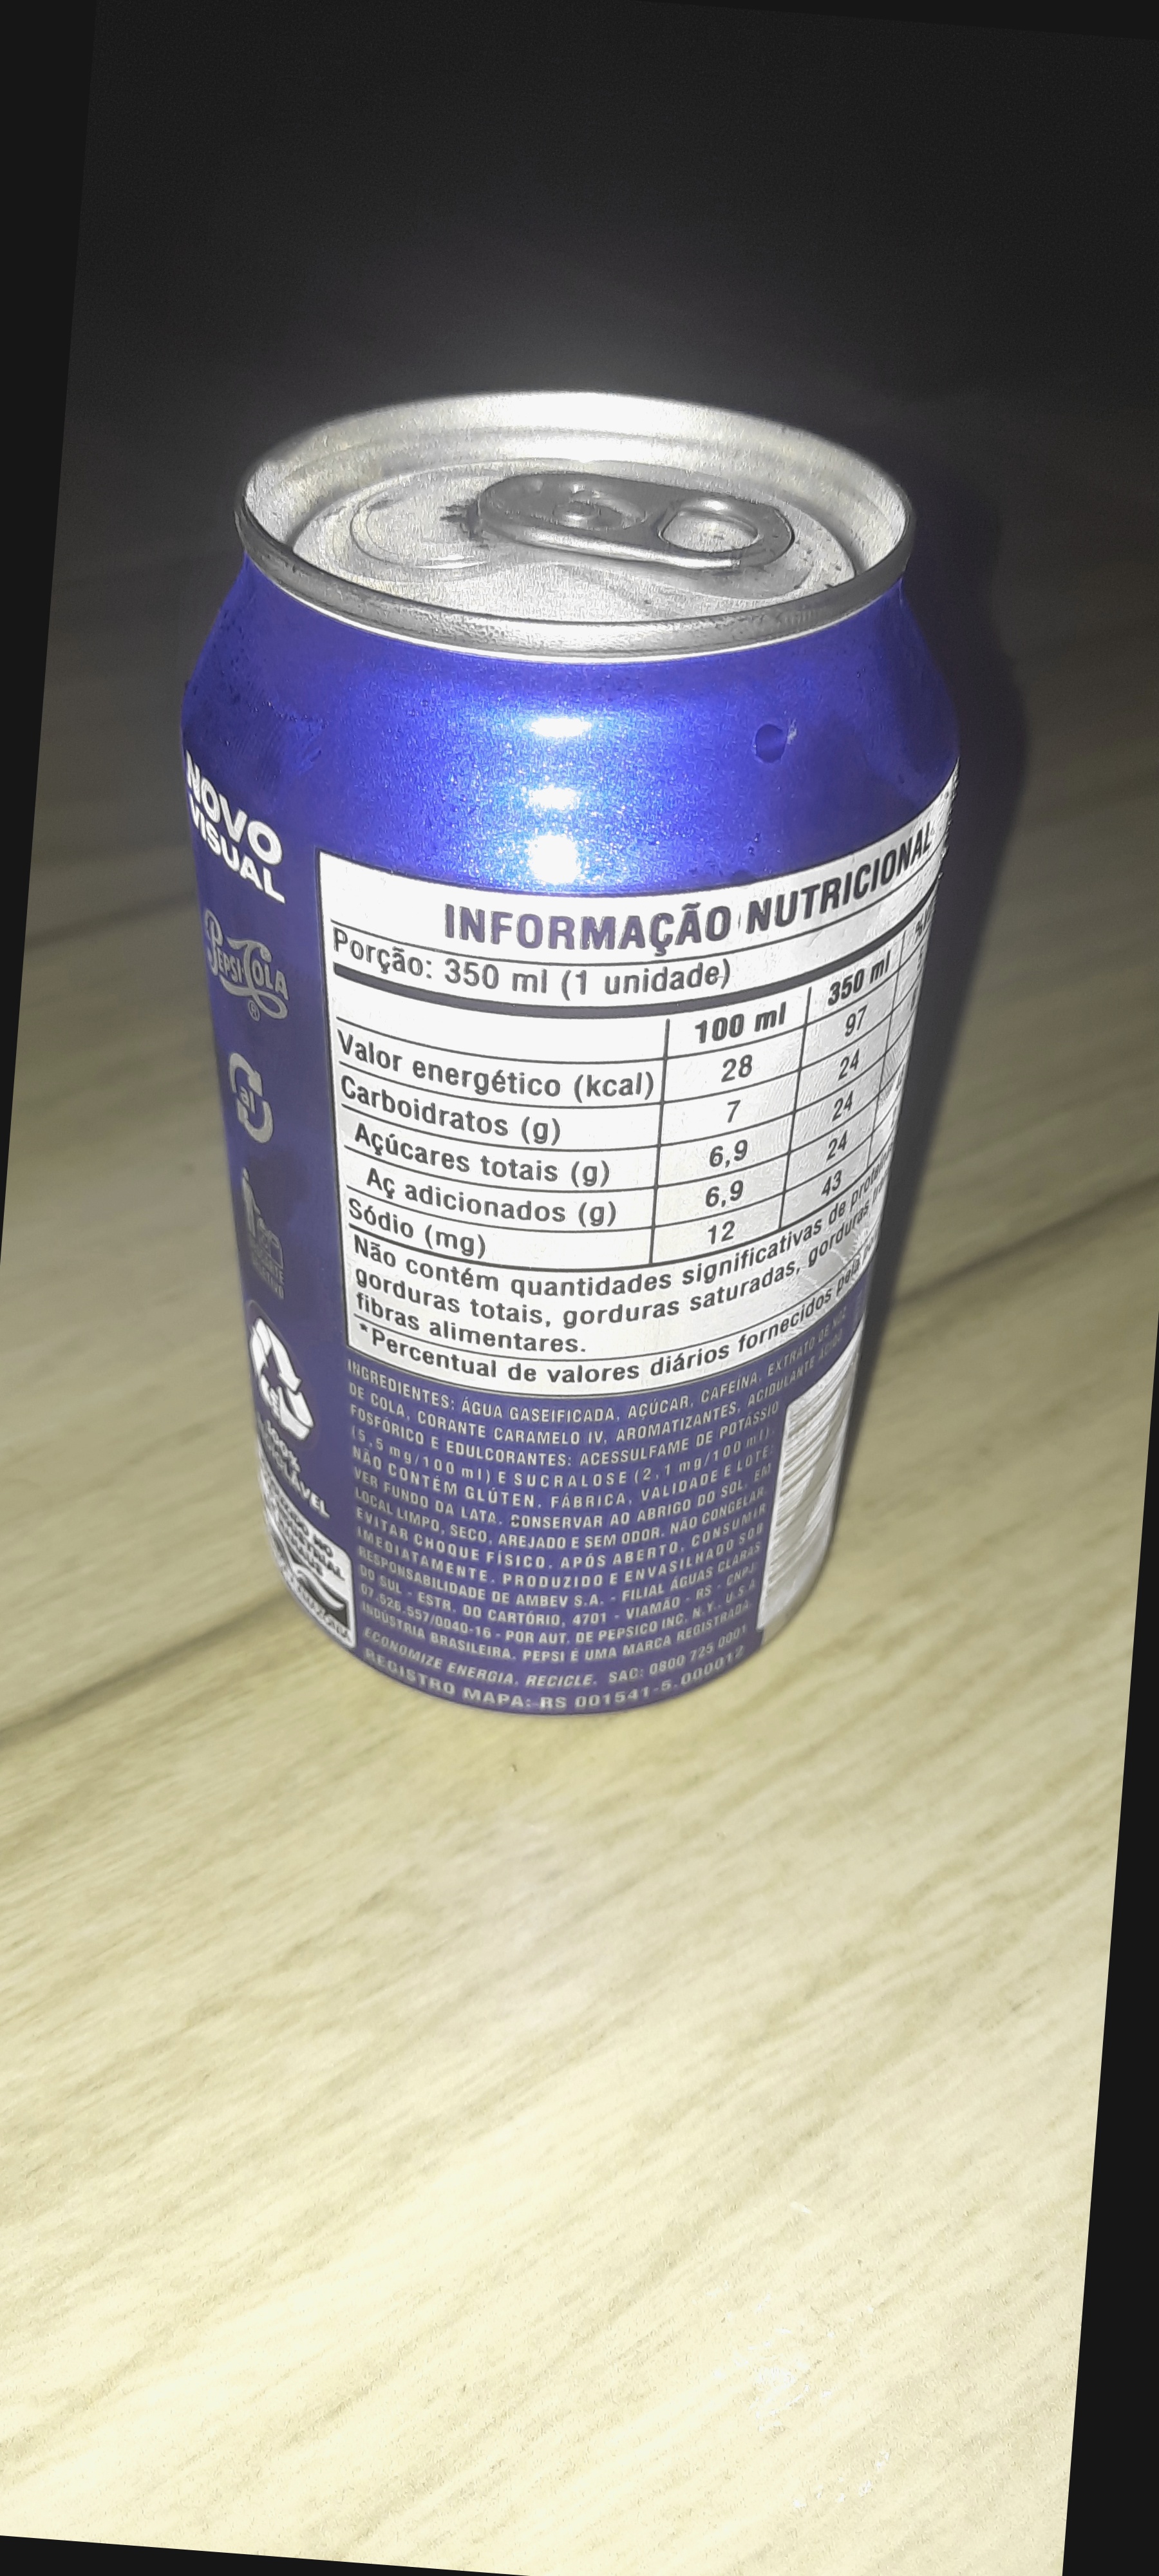 NOVO
VISUAL
PEPSI-COLA
®
al
INFORMAÇÃO NUTRICIONAL
Porção: 350 ml (1 unidade)
100 ml 350 ml
Valor energético (kcal) 28 97
Carboidratos (g) 7 24
Açúcares totais (g) 6,9 24
Aç adicionados (g) 6,9 24
Sódio (mg) 12 43
Não contém quantidades significativas de
gorduras totais, gorduras saturadas, gorduras
fibras alimentares.
*Percentual de valores diários fornecidos pela
INGREDIENTES: ÁGUA GASEIFICADA, AÇÚCAR, CAFEÍNA, EXTRATO DE NOZ
DE COLA, CORANTE CARAMELO IV, AROMATIZANTES, ACIDULANTE ÁCIDO
FOSFÓRICO E EDULCORANTES: ACESSULFAME DE POTÁSSIO
(5,5 mg/100 ml) E SUCRALOSE (2,1 mg/100 ml).
NÃO CONTÉM GLÚTEN. FÁBRICA, VALIDADE E LOTE:
VER FUNDO DA LATA. CONSERVAR AO ABRIGO DO SOL, EM
LOCAL LIMPO, SECO, AREJADO E SEM ODOR. NÃO CONGELAR.
EVITAR CHOQUE FÍSICO. APÓS ABERTO, CONSUMIR
IMEDIATAMENTE. PRODUZIDO E ENVASILHADO SOB
RESPONSABILIDADE DE AMBEV S.A. - FILIAL ÁGUAS CLARAS
DO SUL - ESTR. DO CARTÓRIO, 4701 - VIAMÃO - RS - CNPJ:
07.526.557/0040-16 - POR AUT. DE PEPSICO INC. N.Y. - U.S.A
INDÚSTRIA BRASILEIRA. PEPSI É UMA MARCA REGISTRADA.
ECONOMIZE ENERGIA. RECICLE. SAC: 0800 725 0001
REGISTRO MAPA: RS 001541-5.000012